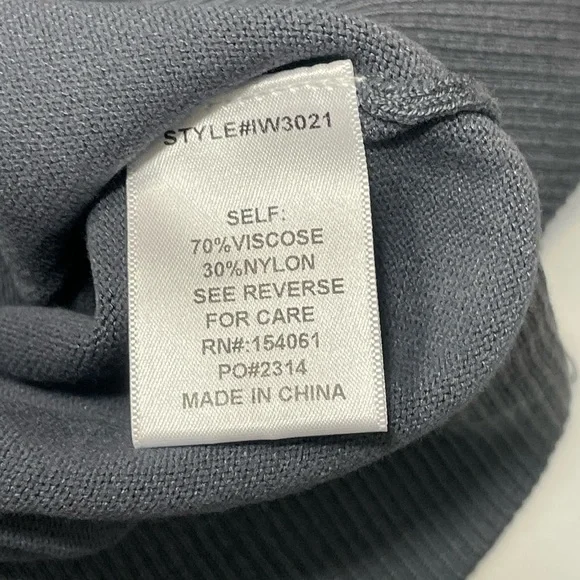 STYLE#IW3021
SELF:
70%VISCOSE
30%NYLON
SEE REVERSE
FOR CARE
RN#:154061
PO#2314
MADE IN CHINA